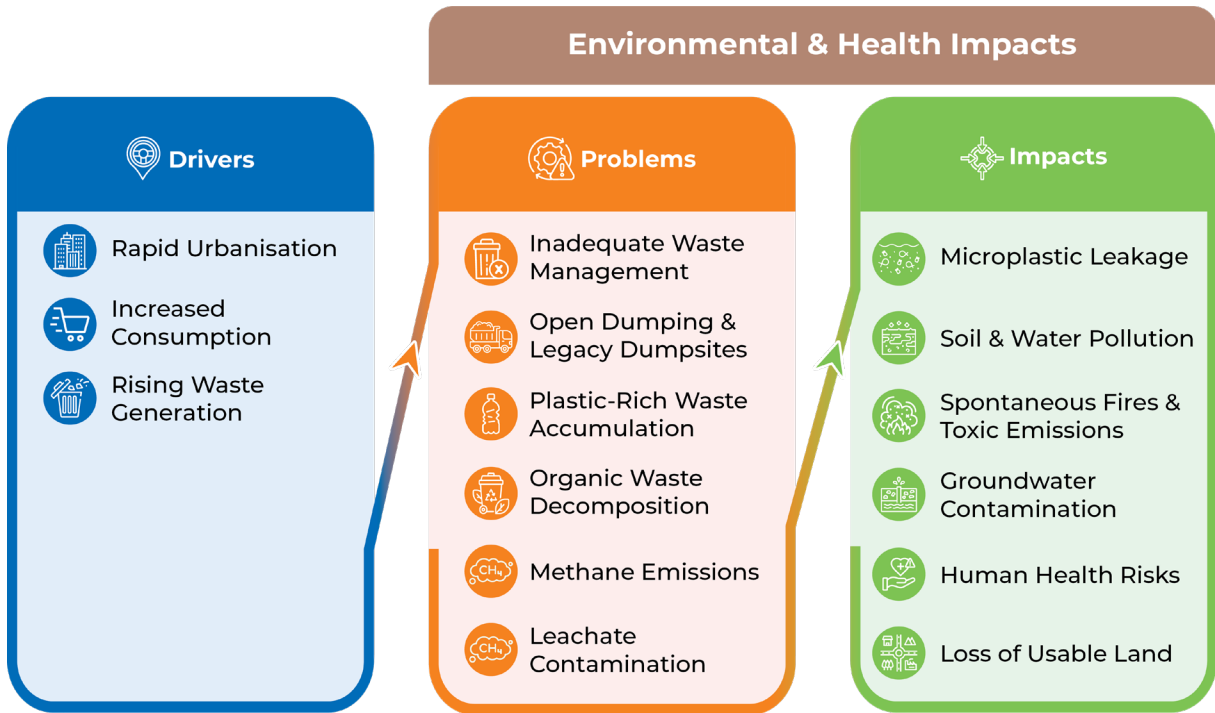 Environmental & Health Impacts
Drivers
Rapid Urbanisation
Increased
Consumption
Rising Waste
Generation
Problems
Inadequate Waste
Management
Open Dumping &
Legacy Dumpsites
Plastic-Rich Waste
Accumulation
Organic Waste
Decomposition
CH₄
Methane Emissions
CH₄
Leachate
Contamination
Impacts
Microplastic Leakage
Soil & Water Pollution
Spontaneous Fires &
Toxic Emissions
Groundwater
Contamination
Human Health Risks
Loss of Usable Land